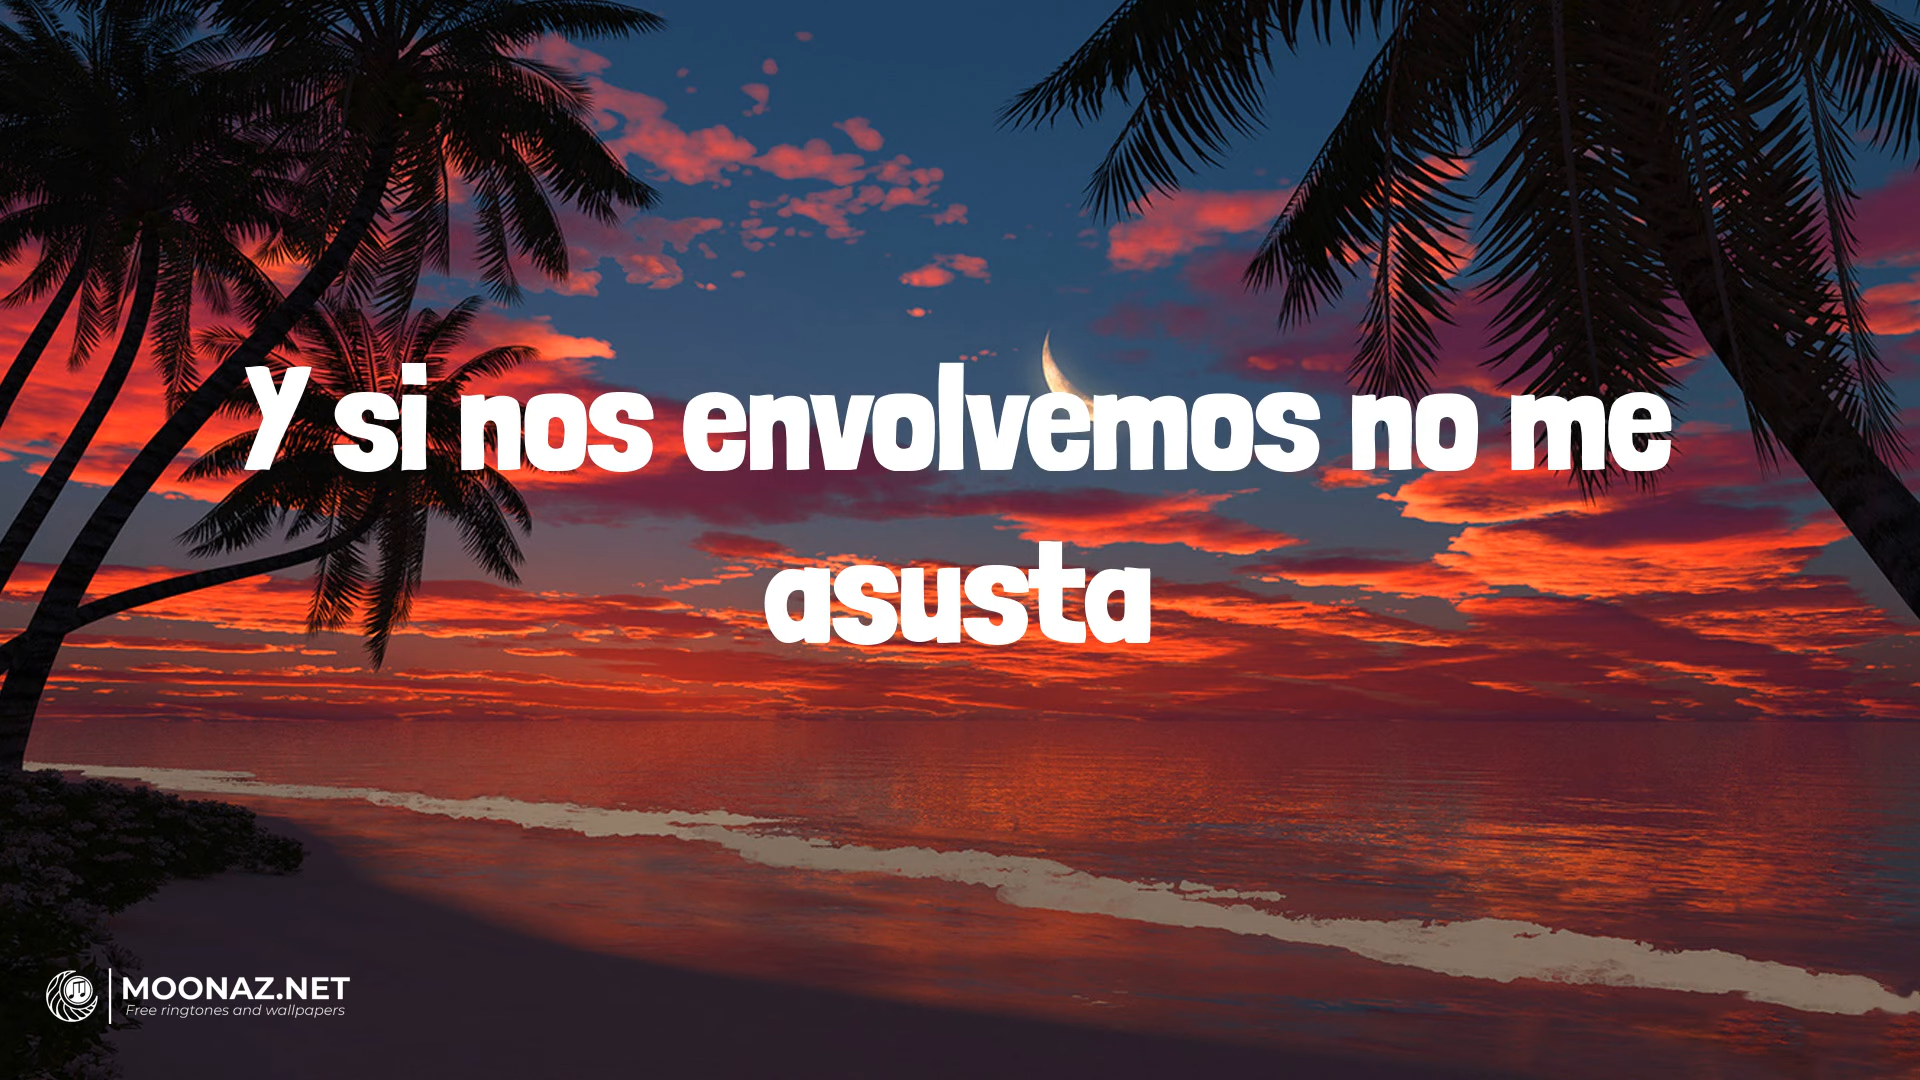 Y si nos envolvemos no me
asusta
MOONAZ.NET
Free ringtones and wallpapers